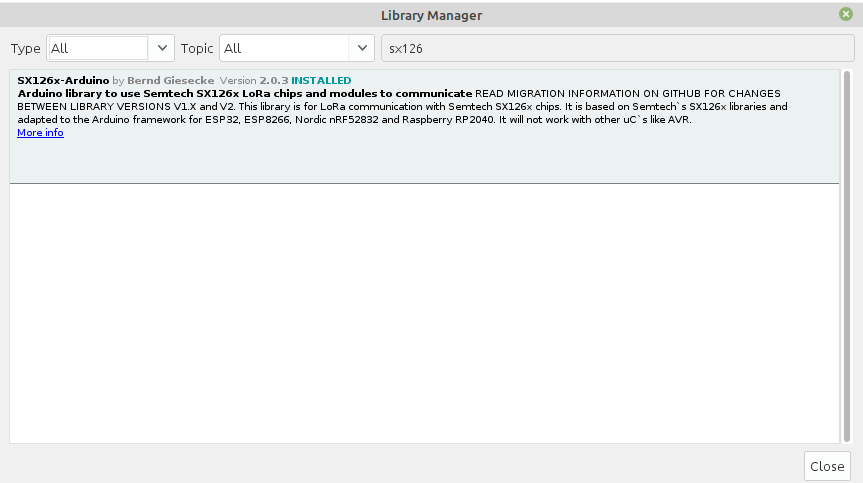 Library Manager
Type All Topic All sx126
SX126x-Arduino by Bernd Giesecke Version 2.0.3 INSTALLED
Arduino library to use Semtech SX126x LoRa chips and modules to communicate READ MIGRATION INFORMATION ON GITHUB FOR CHANGES
BETWEEN LIBRARY VERSIONS V1.X and V2. This library is for LoRa communication with Semtech SX126x chips. It is based on Semtech`s SX126x libraries and
adapted to the Arduino framework for ESP32, ESP8266, Nordic nRF52832 and Raspberry RP2040. It will not work with other uC`s like AVR.
More info
Close